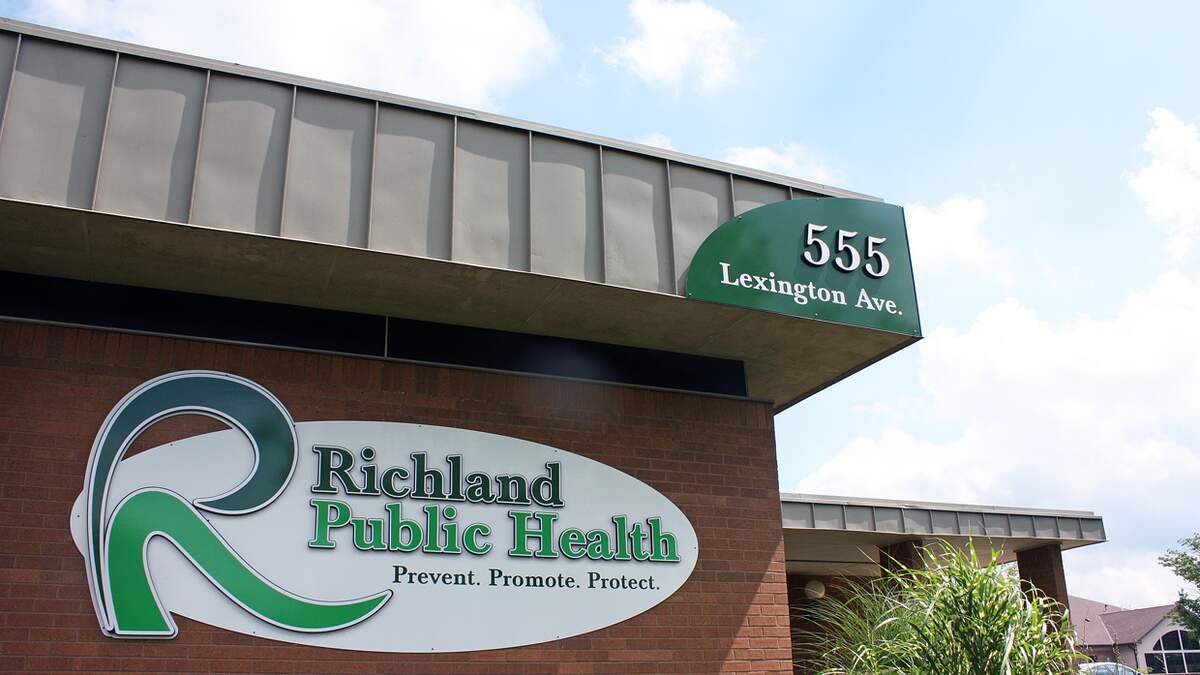 555
Lexington Ave.
Richland
Public Health
Prevent. Promote. Protect.